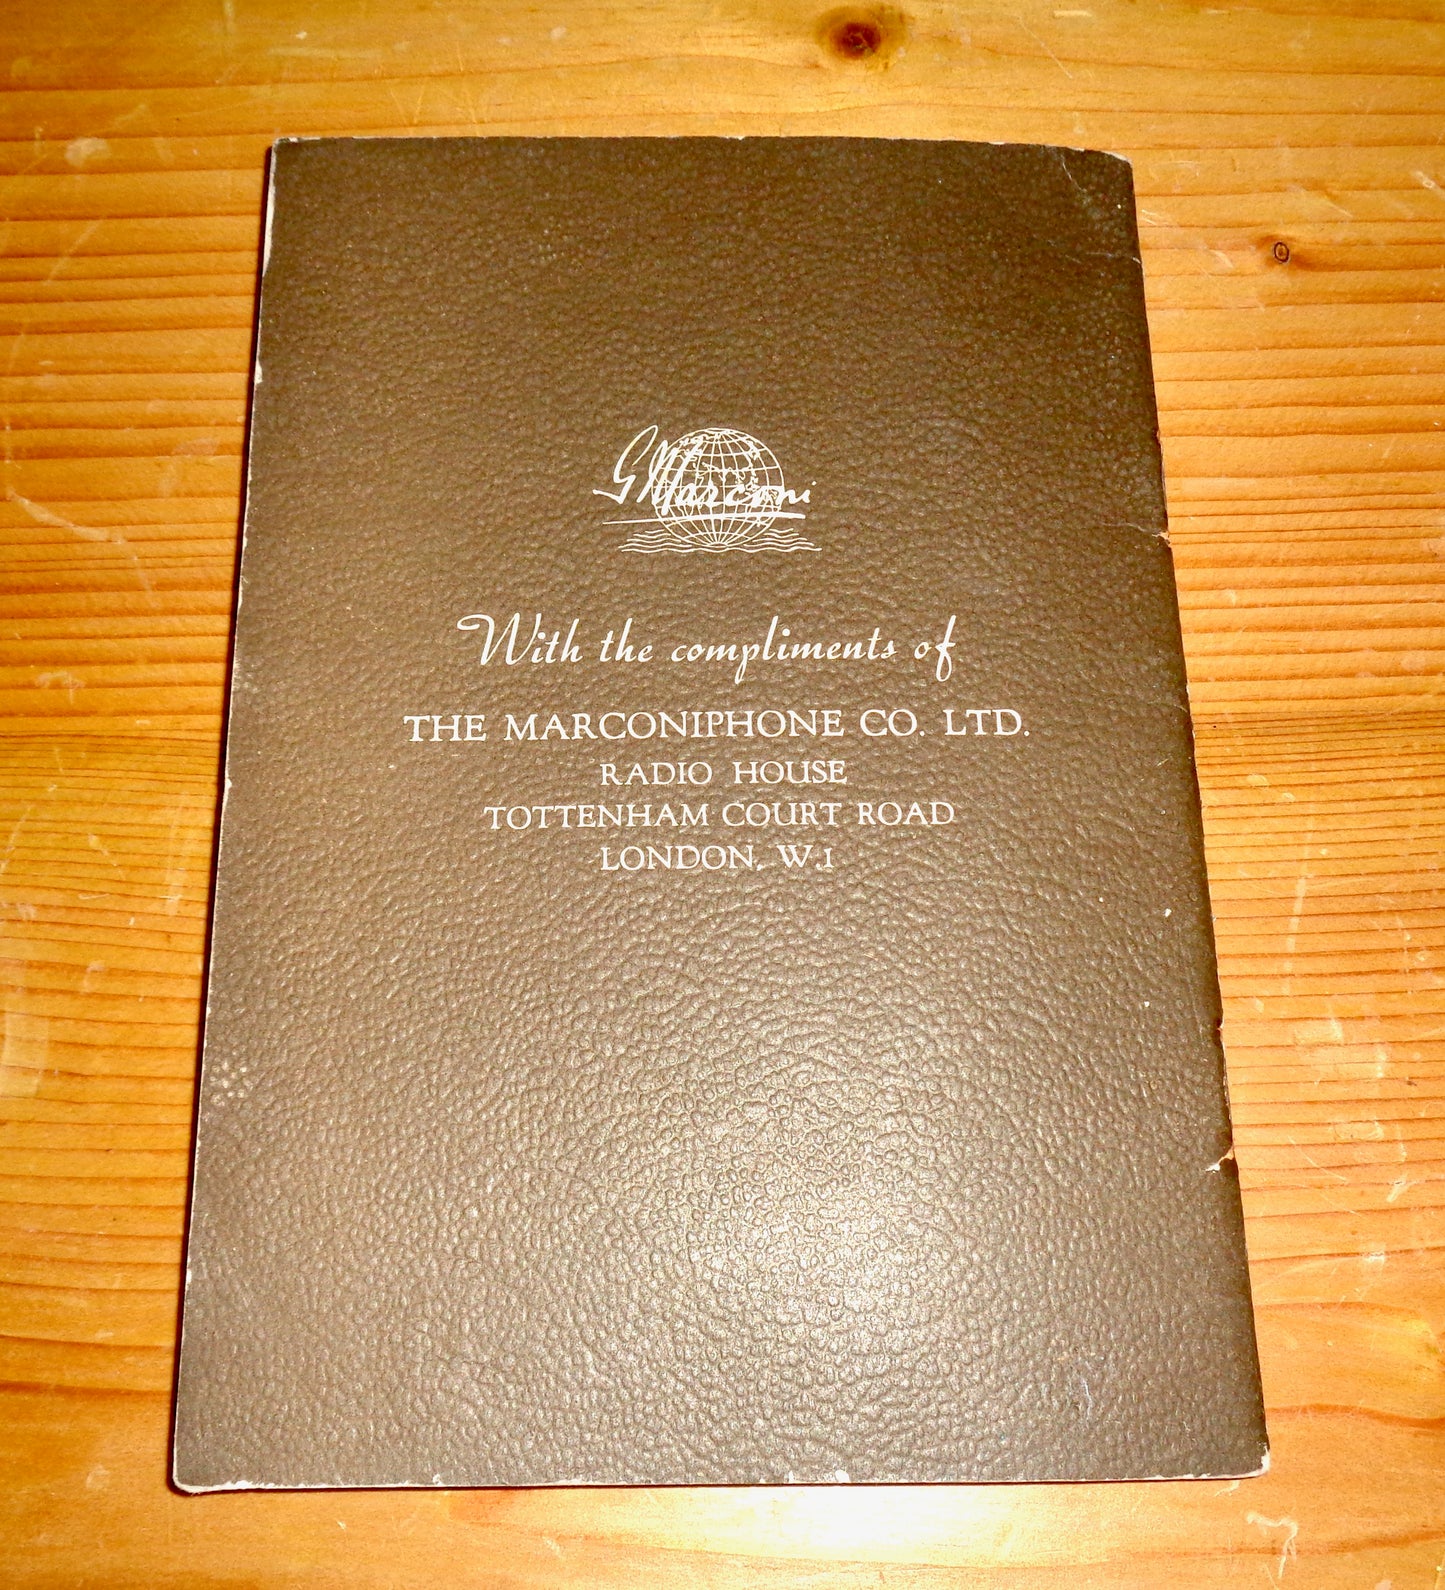 G Marconi
With the compliments of
THE MARCONIPHONE CO. LTD.
RADIO HOUSE
TOTTENHAM COURT ROAD
LONDON, W.1